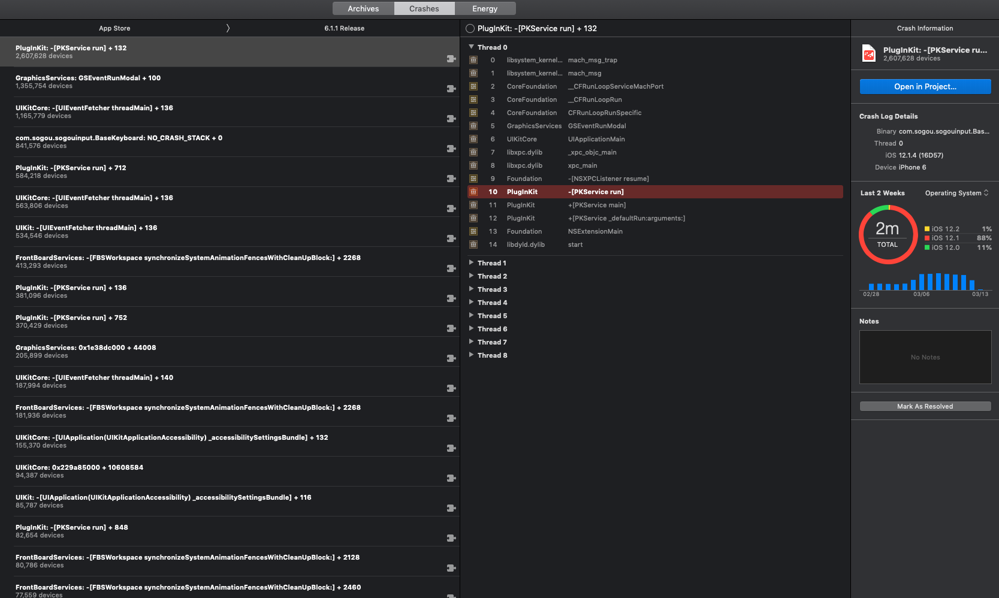 Archives
Crashes
Energy
App Store
6.1.1 Release
PlugInKit: -[PKService run] + 132
2,607,628 devices
GraphicsServices: GSEventRunModal + 100
1,355,754 devices
UIKitCore: -[UIEventFetcher threadMain] + 136
1,165,779 devices
com.sogou.sogouinput.BaseKeyboard: NO_CRASH_STACK + 0
841,576 devices
PlugInKit: -[PKService run] + 712
584,218 devices
UIKitCore: -[UIEventFetcher threadMain] + 136
563,806 devices
UIKit: -[UIEventFetcher threadMain] + 136
534,546 devices
FrontBoardServices: -[FBSWorkspace synchronizeSystemAnimationFencesWithCleanUpBlock:] + 2268
413,293 devices
PlugInKit: -[PKService run] + 136
381,096 devices
PlugInKit: -[PKService run] + 752
370,429 devices
GraphicsServices: 0x1e38dc000 + 44008
205,899 devices
UIKitCore: -[UIEventFetcher threadMain] + 140
187,994 devices
FrontBoardServices: -[FBSWorkspace synchronizeSystemAnimationFencesWithCleanUpBlock:] + 2268
181,936 devices
UIKitCore: -[UIApplication(UIKitApplicationAccessibility) _accessibilitySettingsBundle] + 132
155,370 devices
UIKitCore: 0x229a85000 + 10608584
94,387 devices
UIKit: -[UIApplication(UIKitApplicationAccessibility) _accessibilitySettingsBundle] + 116
85,787 devices
PlugInKit: -[PKService run] + 848
82,654 devices
FrontBoardServices: -[FBSWorkspace synchronizeSystemAnimationFencesWithCleanUpBlock:] + 2128
80,786 devices
FrontBoardServices: -[FBSWorkspace synchronizeSystemAnimationFencesWithCleanUpBlock:] + 2460
77,559 devices
PlugInKit: -[PKService run] + 132
Thread 0
0 libsystem_kernel... mach_msg_trap
1 libsystem_kernel... mach_msg
2 CoreFoundation __CFRunLoopServiceMachPort
3 CoreFoundation __CFRunLoopRun
4 CoreFoundation CFRunLoopRunSpecific
5 GraphicsServices GSEventRunModal
6 UIKitCore UIApplicationMain
7 libxpc.dylib _xpc_objc_main
8 libxpc.dylib xpc_main
9 Foundation -[NSXPCListener resume]
10 PlugInKit -[PKService run]
11 PlugInKit +[PKService main]
12 PlugInKit +[PKService _defaultRun:arguments:]
13 Foundation NSExtensionMain
14 libdyld.dylib start
Thread 1
Thread 2
Thread 3
Thread 4
Thread 5
Thread 6
Thread 7
Thread 8
Crash Information
PlugInKit: -[PKService ru...
2,607,628 devices
Open in Project...
Crash Log Details
Binary com.sogou.sogouinput.Bas...
Thread 0
iOS 12.1.4 (16D57)
Device iPhone 6
Last 2 Weeks
Operating System
2m
TOTAL
iOS 12.2 1%
iOS 12.1 88%
iOS 12.0 11%
02/28 03/06 03/13
Notes
No Notes
Mark As Resolved